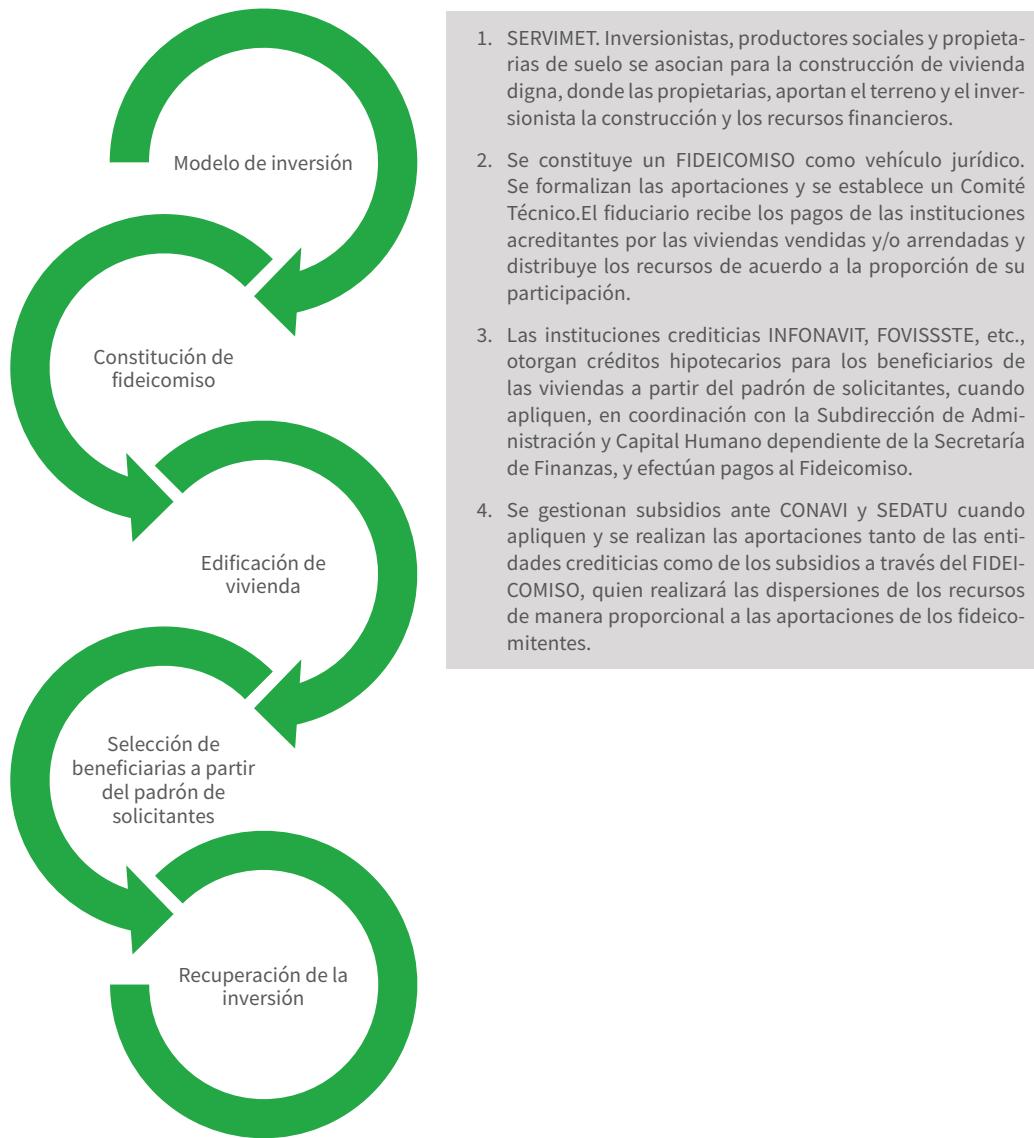 Modelo de inversión
Constitución de
fideicomiso
Edificación de
vivienda
Selección de
beneficiarias a partir
del padrón de
solicitantes
Recuperación de la
inversión
1. SERVIMET. Inversionistas, productores sociales y propieta-
rias de suelo se asocian para la construcción de vivienda
digna, donde las propietarias, aportan el terreno y el inver-
sionista la construcción y los recursos financieros.
2. Se constituye un FIDEICOMISO como vehículo jurídico.
Se formalizan las aportaciones y se establece un Comité
Técnico.El fiduciario recibe los pagos de las instituciones
acreditantes por las viviendas vendidas y/o arrendadas y
distribuye los recursos de acuerdo a la proporción de su
participación.
3. Las instituciones crediticias INFONAVIT, FOVISSSTE, etc.,
otorgan créditos hipotecarios para los beneficiarios de
las viviendas a partir del padrón de solicitantes, cuando
apliquen, en coordinación con la Subdirección de Admi-
nistración y Capital Humano dependiente de la Secretaría
de Finanzas, y efectúan pagos al Fideicomiso.
4. Se gestionan subsidios ante CONAVI y SEDATU cuando
apliquen y se realizan las aportaciones tanto de las enti-
dades crediticias como de los subsidios a través del FIDEI-
COMISO, quien realizará las dispersiones de los recursos
de manera proporcional a las aportaciones de los fideico-
mitentes.